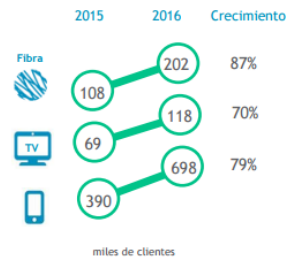 2015 2016 Crecimiento
Fibra
202 87%
108
118 70%
TV 69
698 79%
390
miles de clientes